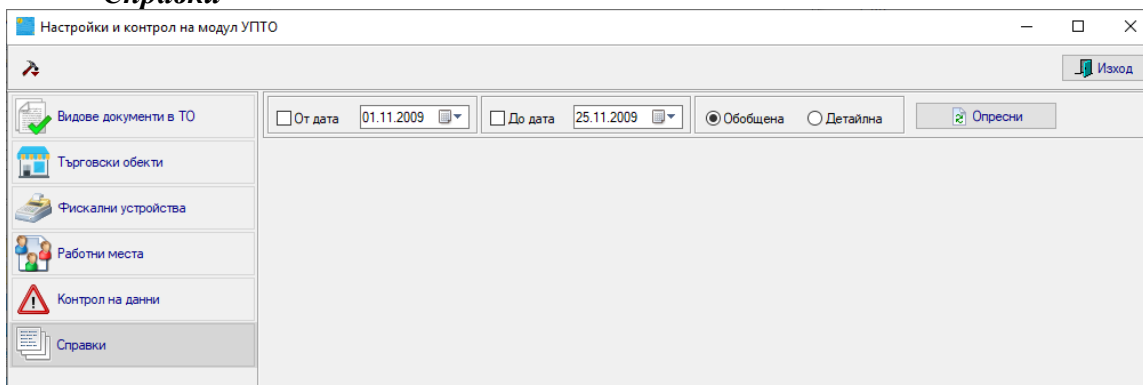 Справки
Настройки и контрол на модул УПТО
Изход
Видове документи в ТО
От дата 01.11.2009 До дата 25.11.2009 Обобщена Детайлна Опресни
Търговски обекти
Фискални устройства
Работни места
Контрол на данни
Справки